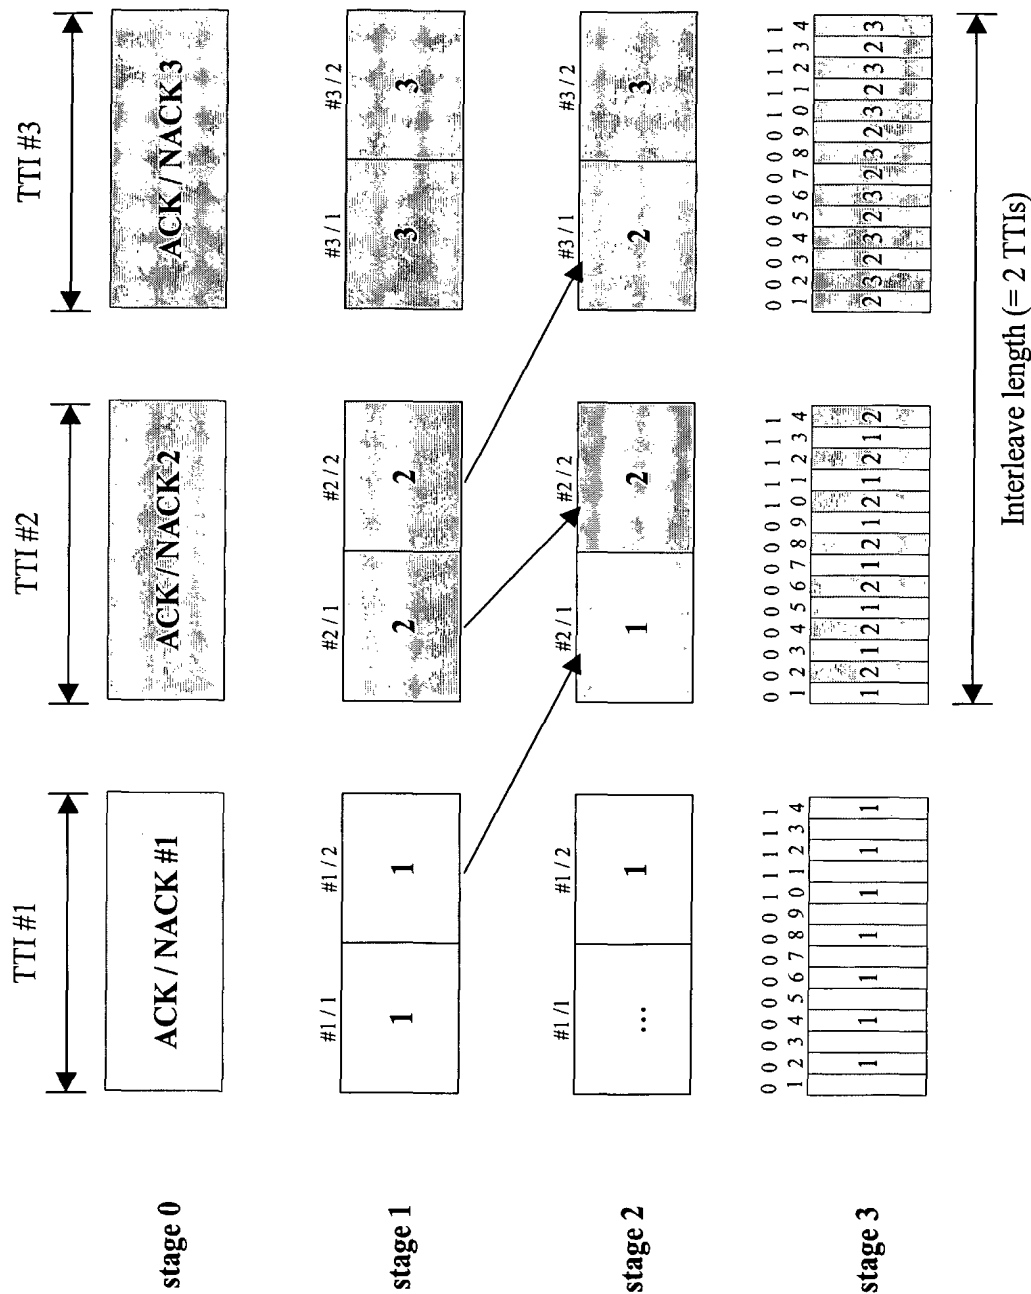 TTI #1 TTI #2 TTI #3
stage 0 ACK / NACK #1 ACK / NACK 2 ACK / NACK 3
#1 / 1 #1 / 2 #2 / 1 #2 / 2 #3 / 1 #3 / 2
stage 1 1 1 2 2 3 3
#1/1 #1 / 2 #2 / 1 #2 / 2 #3 / 1 #3 / 2
stage 2 ... 1 1 2 2 3
0 0 0 0 0 0 0 0 0 1 1 1 1 1 0 0 0 0 0 0 0 0 0 1 1 1 1 1 0 0 0 0 0 0 0 0 0 1 1 1 1 1
1 2 3 4 5 6 7 8 9 0 1 2 3 4 1 2 3 4 5 6 7 8 9 0 1 2 3 4 1 2 3 4 5 6 7 8 9 0 1 2 3 4
stage 3 1 1 1 1 1 1 1 1 2 1 2 1 2 1 2 1 2 1 2 1 2 2 3 2 3 2 3 2 3 2 3 2 3 2 3
Interleave length (= 2 TTIs)